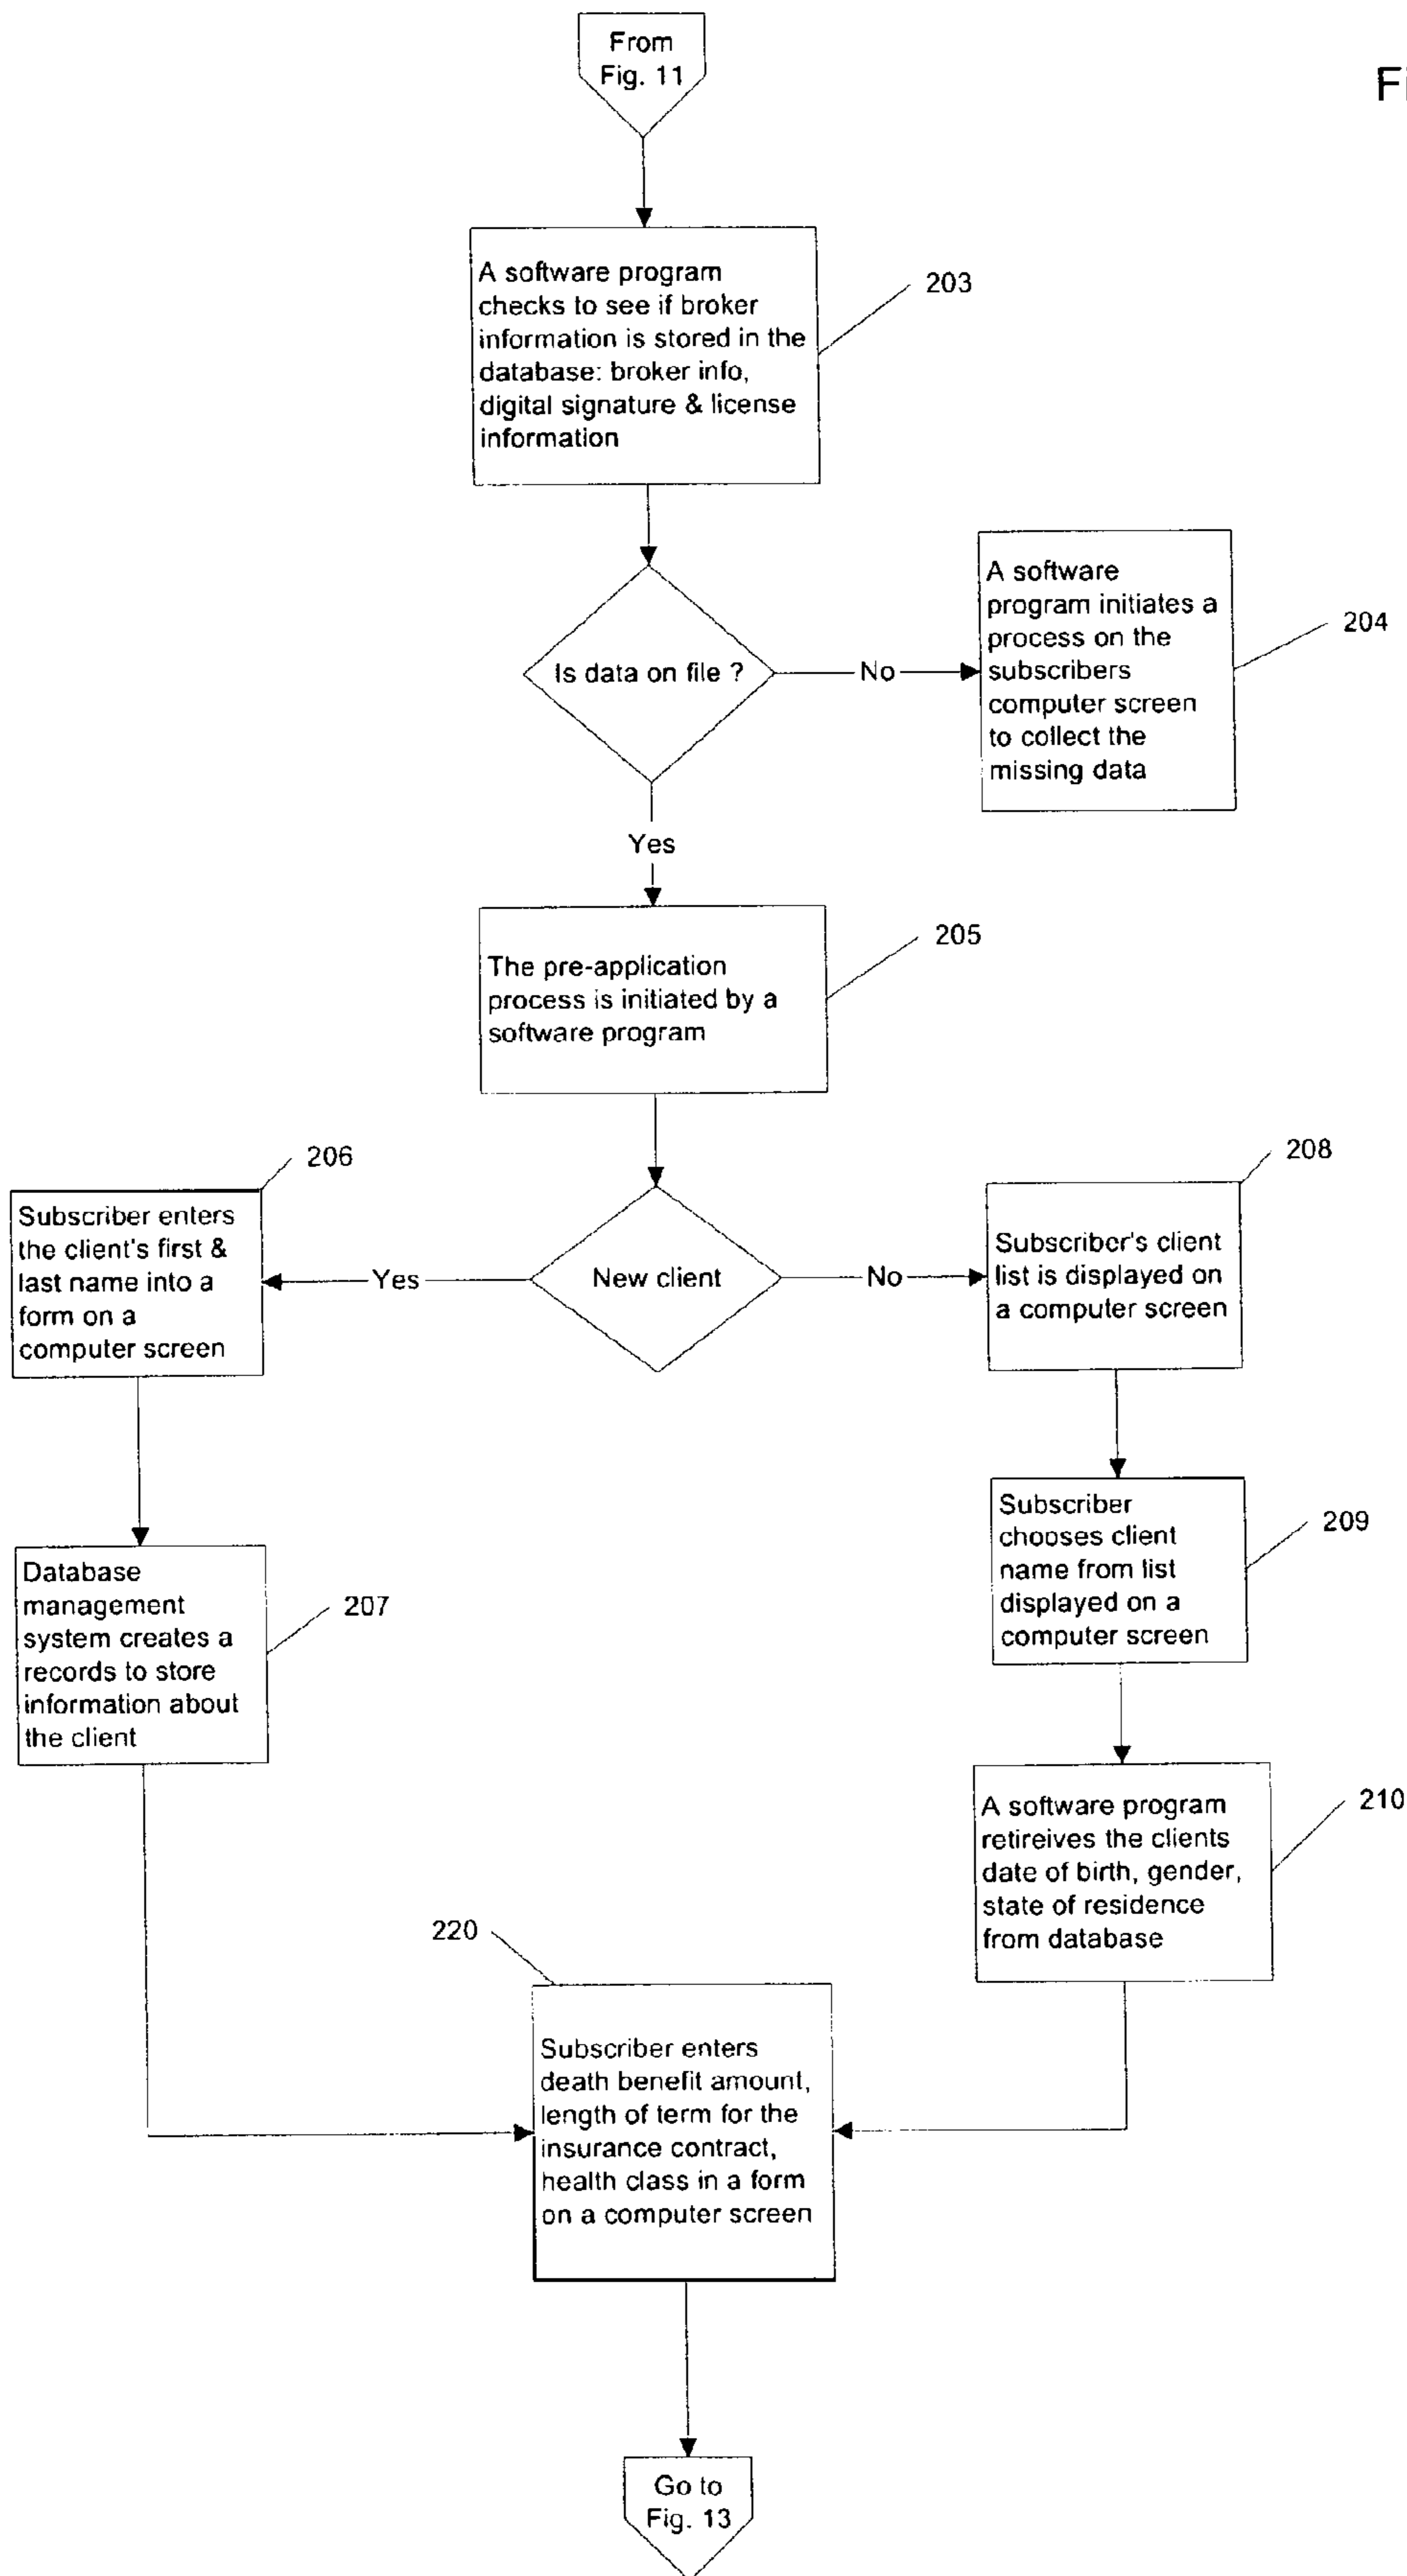 From
Fig. 11
A software program
checks to see if broker
information is stored in the
database: broker info,
digital signature & license
information
203
Is data on file ?
No
A software
program initiates a
process on the
subscribers
computer screen
to collect the
missing data
204
Yes
The pre-application
process is initiated by a
software program
205
206
Subscriber enters
the client's first &
last name into a
form on a
computer screen
Yes
New client
No
208
Subscriber's client
list is displayed on
a computer screen
Subscriber
chooses client
name from list
displayed on a
computer screen
209
Database
management
system creates a
records to store
information about
the client
207
A software program
retireives the clients
date of birth, gender,
state of residence
from database
210
220
Subscriber enters
death benefit amount,
length of term for the
insurance contract,
health class in a form
on a computer screen
Go to
Fig. 13